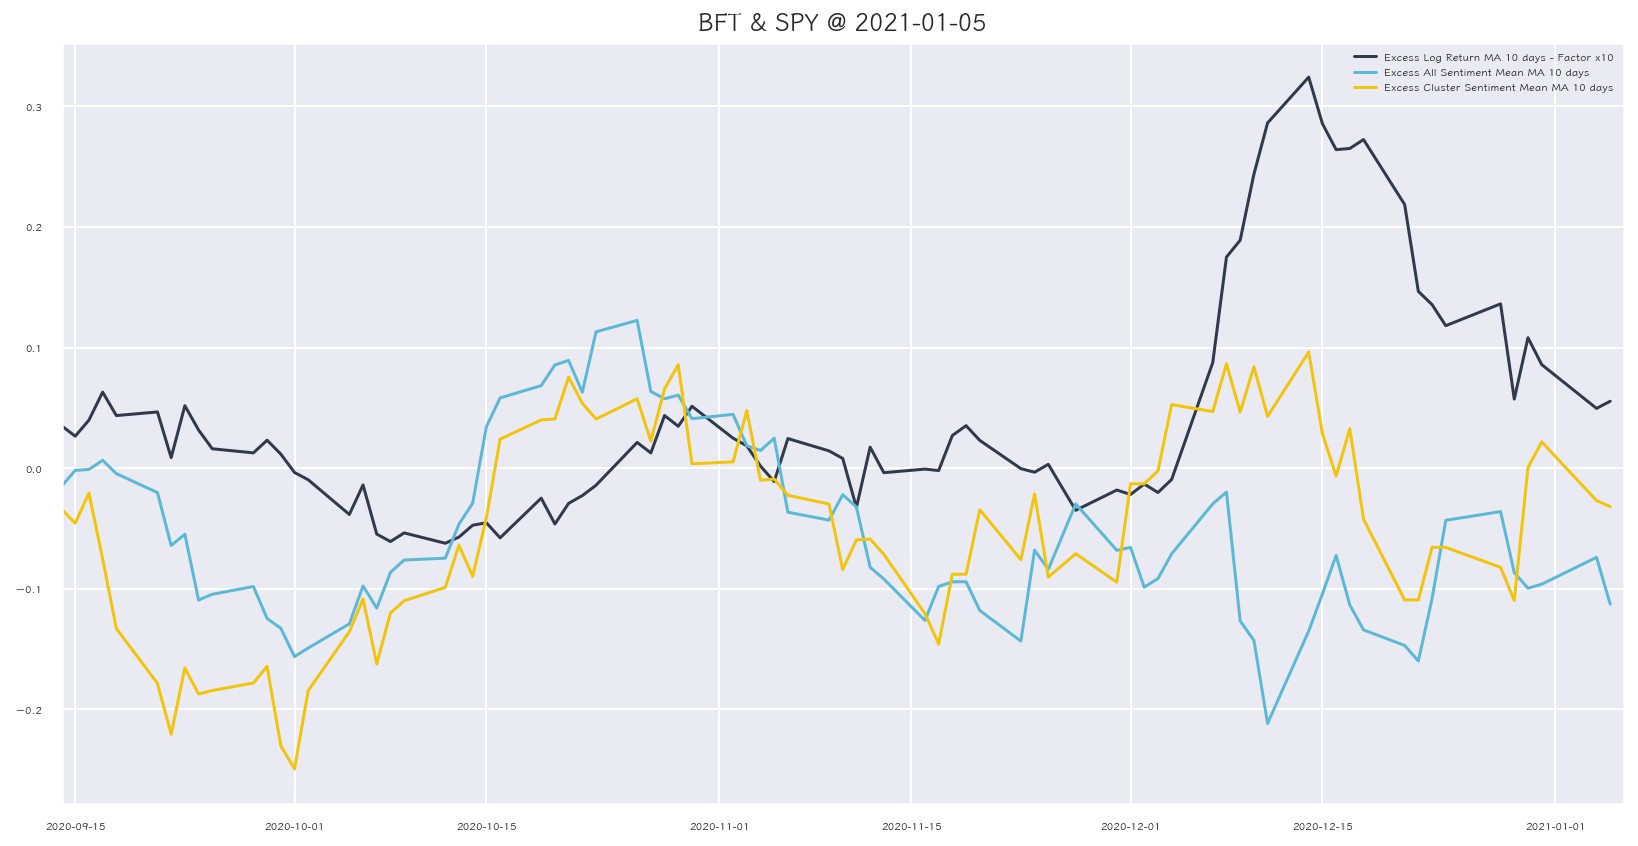 BFT & SPY @ 2021-01-05
Excess Log Return MA 10 days - Factor x10
Excess All Sentiment Mean MA 10 days
Excess Cluster Sentiment Mean MA 10 days
0.3
0.2
0.1
0.0
−0.1
−0.2
2020-09-15 2020-10-01 2020-10-15 2020-11-01 2020-11-15 2020-12-01 2020-12-15 2021-01-01